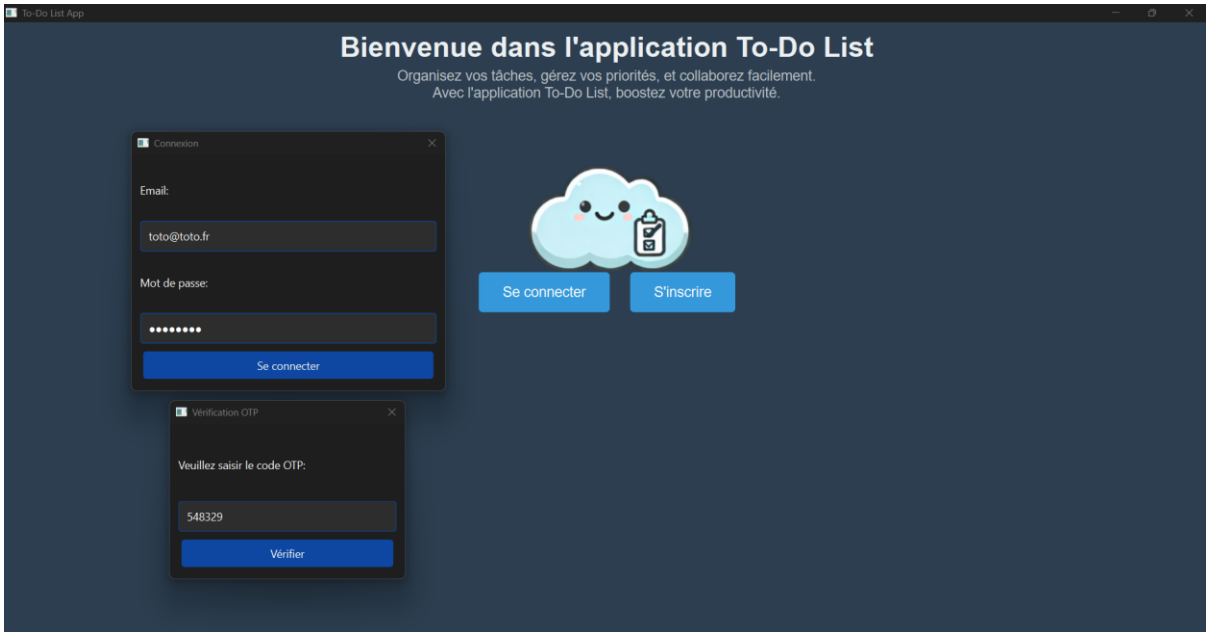 To-Do List App
Bienvenue dans l'application To-Do List
Organisez vos tâches, gérez vos priorités, et collaborez facilement.
Avec l'application To-Do List, boostez votre productivité.
Connexion
Email:
toto@toto.fr
Mot de passe:
••••••••
Se connecter
Se connecter
S'inscrire
Vérification OTP
Veuillez saisir le code OTP:
548329
Vérifier